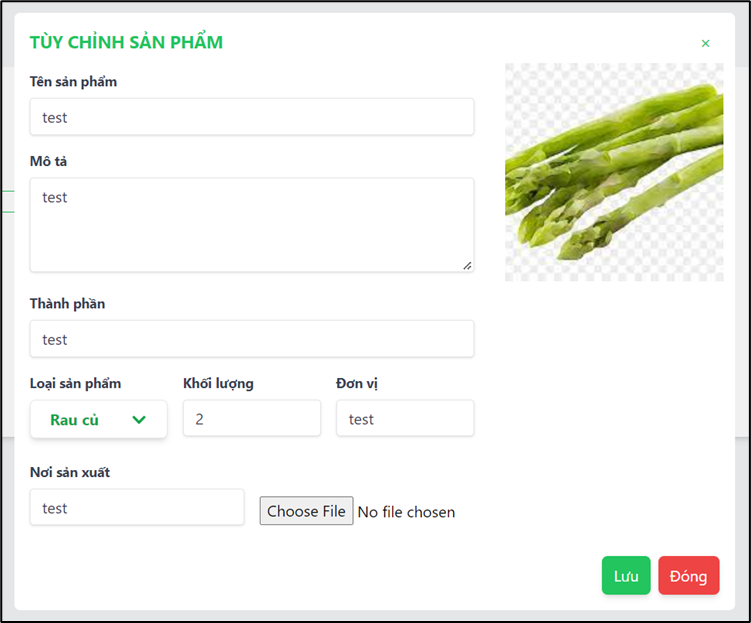 TÙY CHỈNH SẢN PHẨM
×
Tên sản phẩm
test
Mô tả
test
Thành phần
test
Loại sản phẩm Khối lượng Đơn vị
Rau củ 2 test
Nơi sản xuất
test Choose File No file chosen
Lưu Đóng